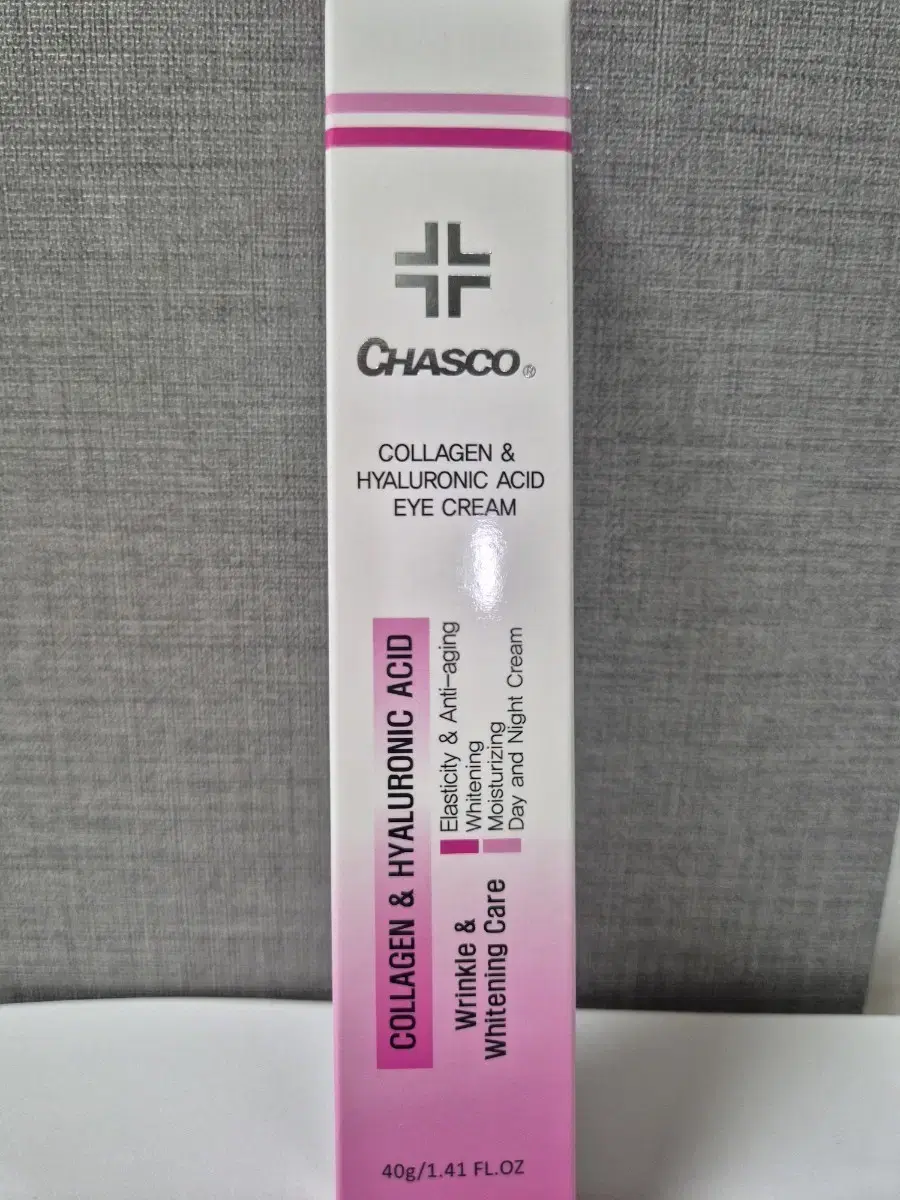 CHASCO®
COLLAGEN &
HYALURONIC ACID
EYE CREAM
COLLAGEN & HYALURONIC ACID
Wrinkle &
Whitening Care
Elasticity & Anti-aging
Whitening
Moisturizing
Day and Night Cream
40g/1.41 FL.OZ